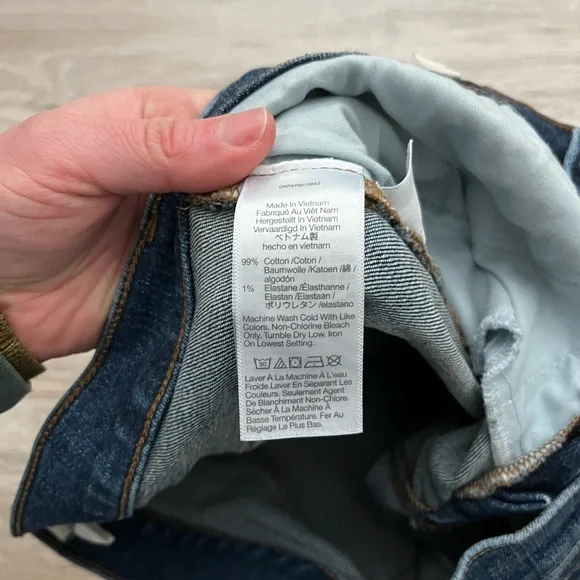 Made In Vietnam
Fabriqué Au Viêt Nam
Hergestellt In Vietnam
Vervaardigd In Vietnam
ベトナム製
hecho en vietnam
99% Cotton /Coton /
Baumwolle /Katoen /綿 /
algodón
1% Elastane /Élasthanne /
Elastan /Elastaan /
ポリウレタン /elastano
Machine Wash Cold With Like
Colors. Non-Chlorine Bleach
Only. Tumble Dry Low. Iron
On Lowest Setting.
30
Laver À La Machine À L'eau
Froide.Laver En Séparant Les
Couleurs. Seulement Agent
De Blanchiment Non-Chlore.
Sécher À La Machine À
Basse Température. Fer Au
Réglage Le Plus Bas.